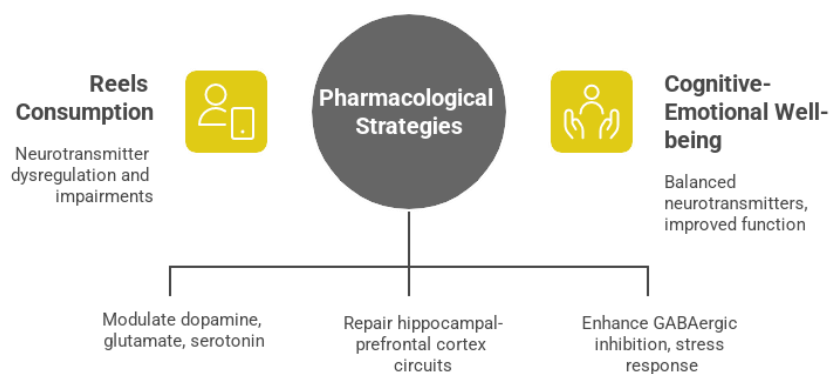 Reels
Consumption
Neurotransmitter
dysregulation and
impairments
Pharmacological
Strategies
Cognitive-
Emotional Well-
being
Balanced
neurotransmitters,
improved function
Modulate dopamine,
glutamate, serotonin
Repair hippocampal-
prefrontal cortex
circuits
Enhance GABAergic
inhibition, stress
response